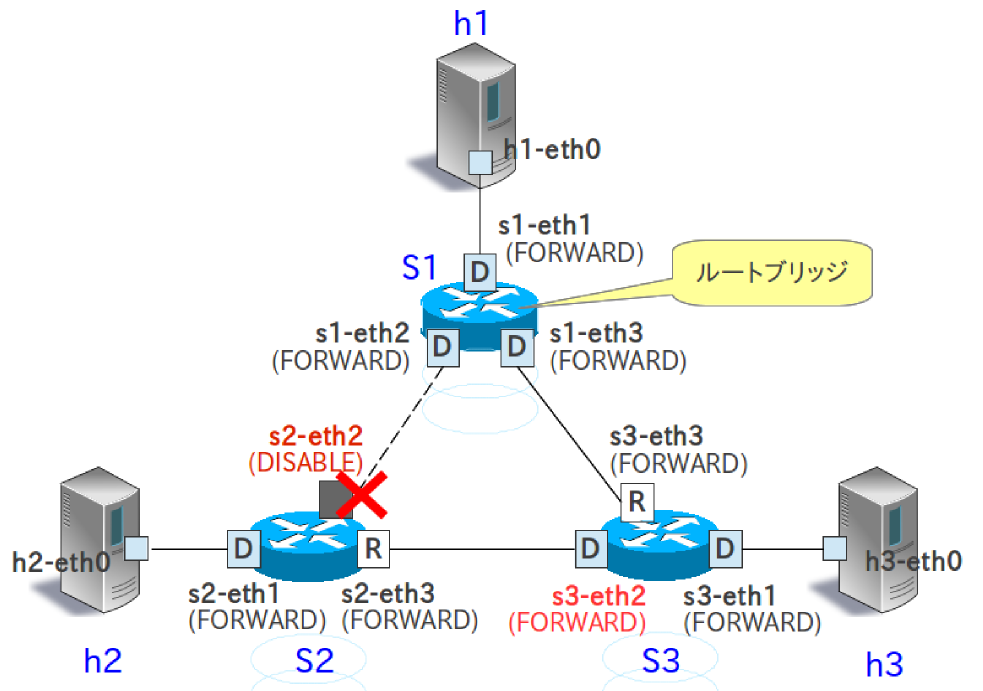 h1
h1-eth0
s1-eth1
(FORWARD)
S1
D
ルートブリッジ
s1-eth2
(FORWARD)
D
D
s1-eth3
(FORWARD)
s2-eth2
(DISABLE)
s3-eth3
(FORWARD)
R
h2-eth0
D
R
D
D
h3-eth0
s2-eth1
(FORWARD)
s2-eth3
(FORWARD)
s3-eth2
(FORWARD)
s3-eth1
(FORWARD)
h2
S2
S3
h3